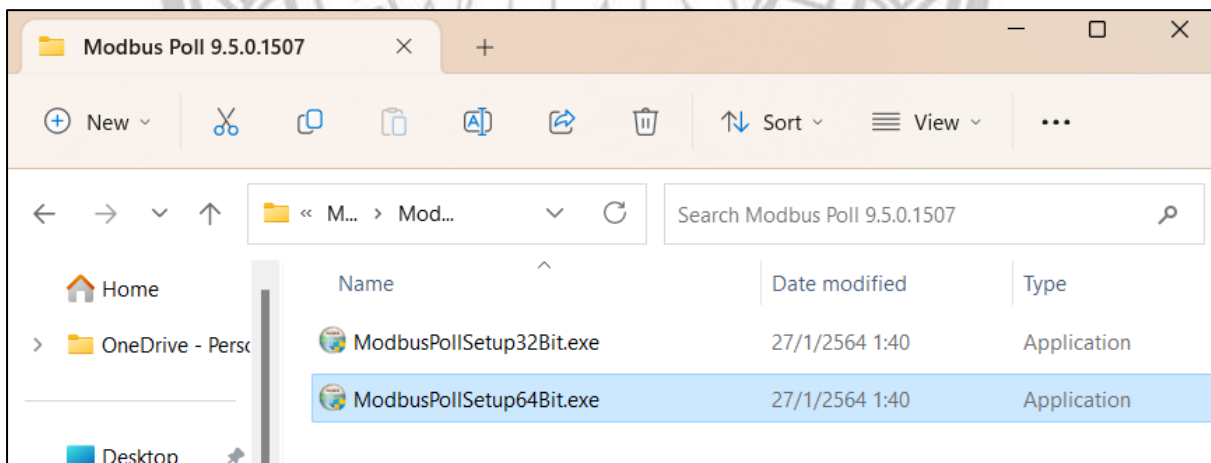 Modbus Poll 9.5.0.1507
New
Sort
View
« M... › Mod...
Search Modbus Poll 9.5.0.1507
Name Date modified Type
Home
ModbusPollSetup32Bit.exe 27/1/2564 1:40 Application
OneDrive - Perso
ModbusPollSetup64Bit.exe 27/1/2564 1:40 Application
Desktop